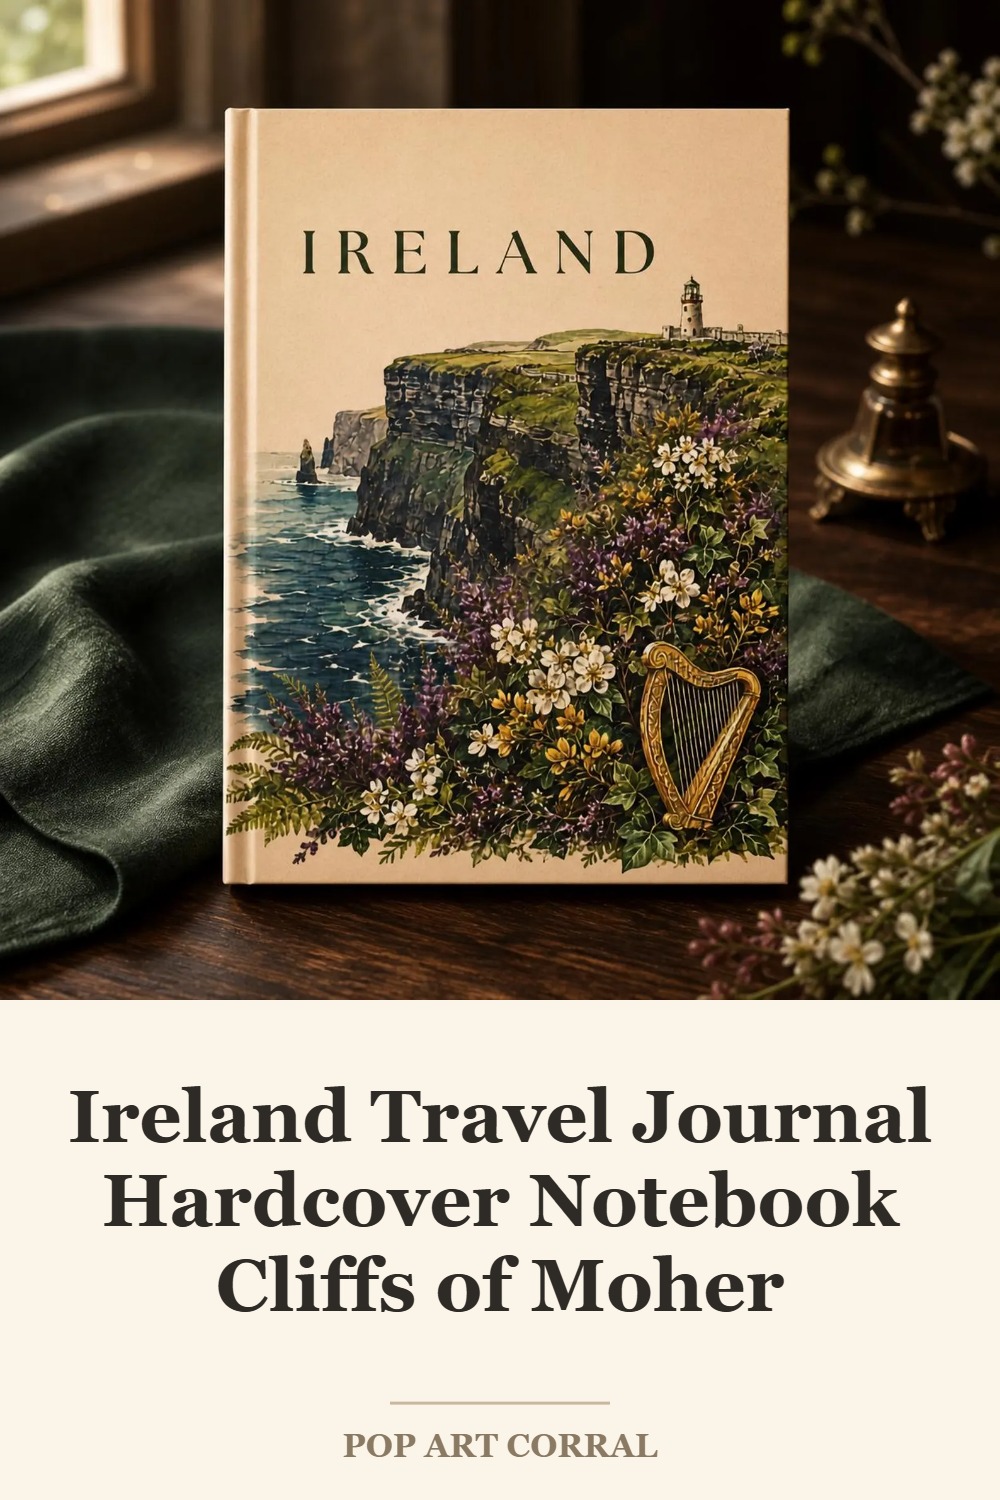 IRELAND
Ireland Travel Journal
Hardcover Notebook
Cliffs of Moher
POP ART CORRAL